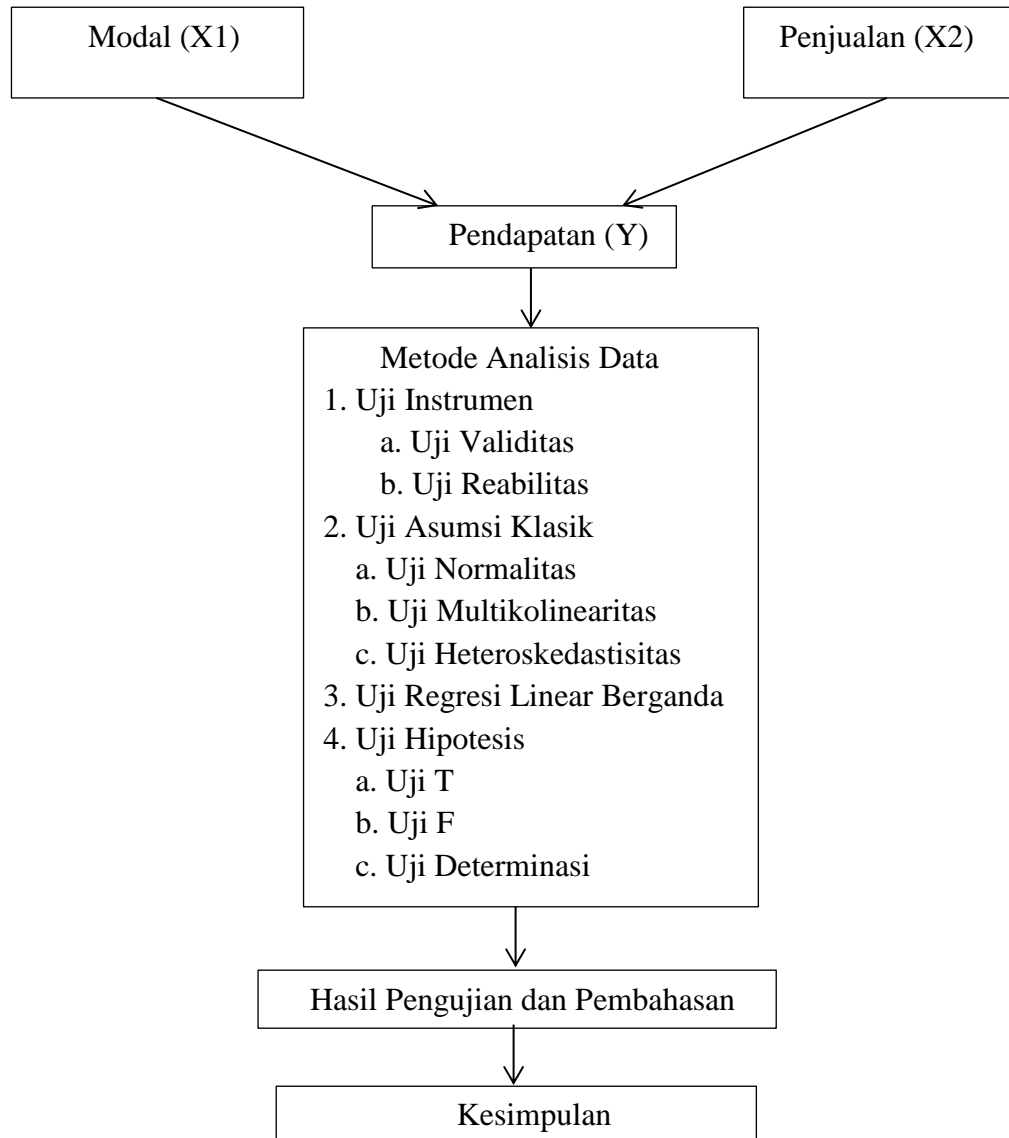 Modal (X1)
Penjualan (X2)
Pendapatan (Y)
Metode Analisis Data
1. Uji Instrumen
a. Uji Validitas
b. Uji Reabilitas
2. Uji Asumsi Klasik
a. Uji Normalitas
b. Uji Multikolinearitas
c. Uji Heteroskedastisitas
3. Uji Regresi Linear Berganda
4. Uji Hipotesis
a. Uji T
b. Uji F
c. Uji Determinasi
Hasil Pengujian dan Pembahasan
Kesimpulan